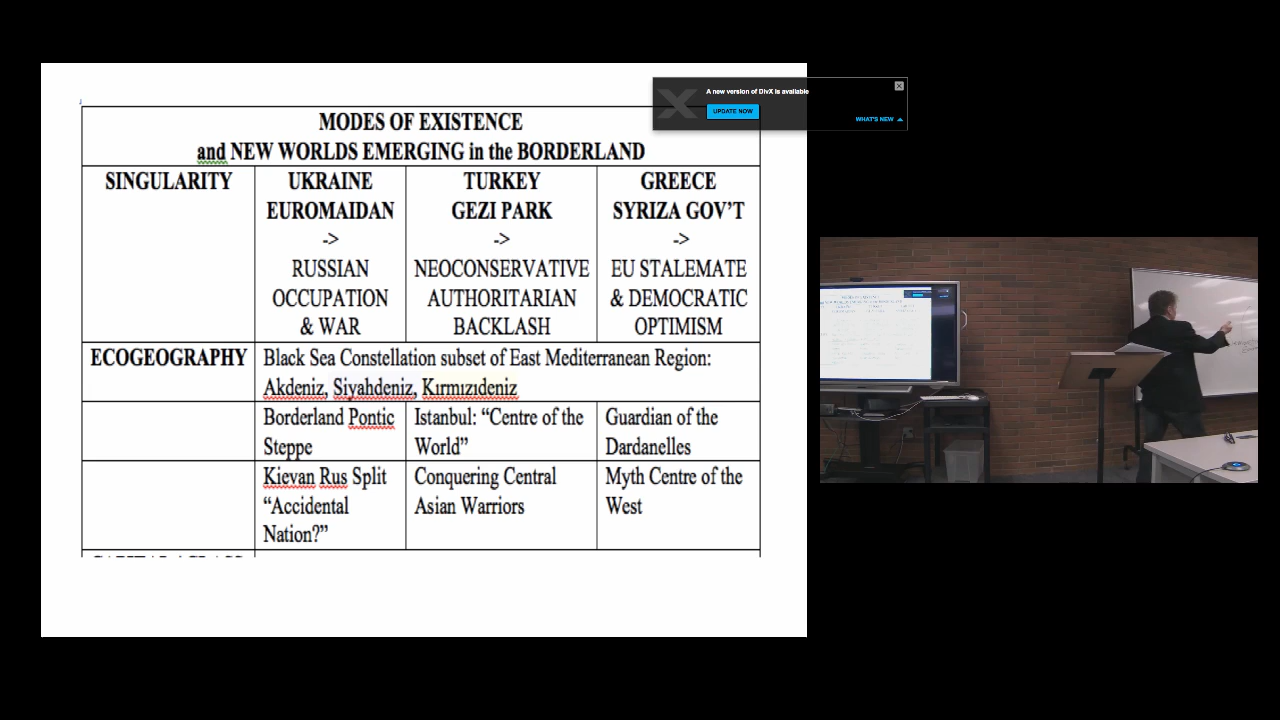 A new version of DivX is available
UPDATE NOW
WHAT'S NEW
MODES OF EXISTENCE
and NEW WORLDS EMERGING in the BORDERLAND
SINGULARITY
UKRAINE
EUROMAIDAN
->
RUSSIAN
OCCUPATION
& WAR
TURKEY
GEZI PARK
->
NEOCONSERVATIVE
AUTHORITARIAN
BACKLASH
GREECE
SYRIZA GOV'T
->
EU STALEMATE
& DEMOCRATIC
OPTIMISM
ECOGEOGRAPHY
Black Sea Constellation subset of East Mediterranean Region:
Akdeniz, Siyahdeniz, Kırmızıdeniz
Borderland Pontic
Steppe
Istanbul: “Centre of the
World”
Guardian of the
Dardanelles
Kievan Rus Split
“Accidental
Nation?”
Conquering Central
Asian Warriors
Myth Centre of the
West